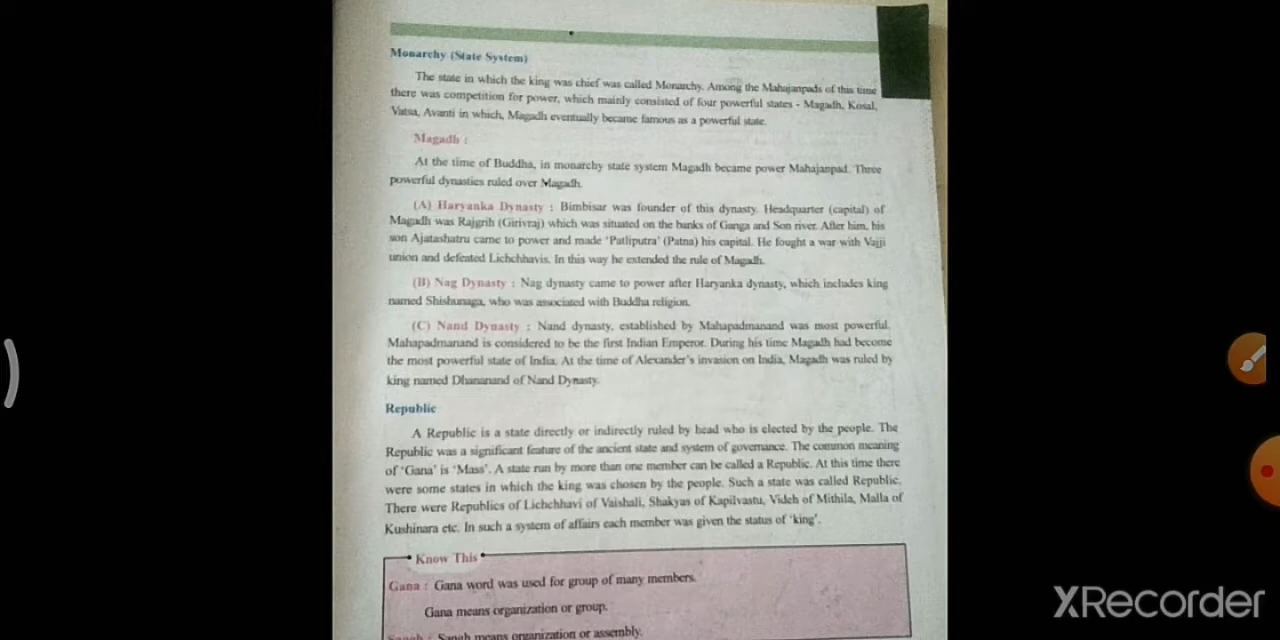 Monarchy (State System)
The state in which the king was chief was called Monarchy. Among the Mahajanpads of this time
there was competition for power, which mainly consisted of four powerful states - Magadh, Kosal,
Vatsa, Avanti in which, Magadh eventually became famous as a powerful state.
Magadh :
At the time of Buddha, in monarchy state system Magadh became power Mahajanpad. Three
powerful dynasties ruled over Magadh.
(A) Haryanka Dynasty : Bimbisar was founder of this dynasty. Headquarter (capital) of
Magadh was Rajgrih (Girivraj) which was situated on the banks of Ganga and Son river. After him, his
son Ajatashatru came to power and made 'Patliputra' (Patna) his capital. He fought a war with Vajji
union and defeated Lichchhavis. In this way he extended the rule of Magadh.
(B) Nag Dynasty : Nag dynasty came to power after Haryanka dynasty, which includes king
named Shishunaga, who was associated with Buddha religion.
(C) Nand Dynasty : Nand dynasty, established by Mahapadmanand was most powerful.
Mahapadmanand is considered to be the first Indian Emperor. During his time Magadh had become
the most powerful state of India. At the time of Alexander's invasion on India, Magadh was ruled by
king named Dhananand of Nand Dynasty.
Republic
A Republic is a state directly or indirectly ruled by head who is elected by the people. The
Republic was a significant feature of the ancient state and system of governance. The common meaning
of 'Gana' is 'Mass'. A state run by more than one member can be called a Republic. At this time there
were some states in which the king was chosen by the people. Such a state was called Republic.
There were Republics of Lichchhavi of Vaishali, Shakyas of Kapilvastu, Videh of Mithila, Malla of
Kushinara etc. In such a system of affairs each member was given the status of 'king'.
Know This
Gana : Gana word was used for group of many members.
Gana means organization or group.
Sangh : Sangh means organization or assembly.
XRecorder